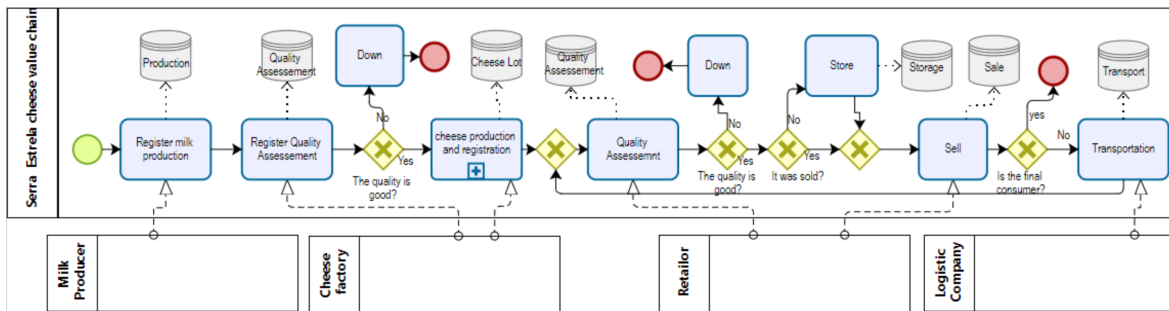 Serra Estrela cheese value chain
Production
Quality
Assessement
Down
Cheese Lot
Quality
Assessement
Down
Store
Storage
Sale
Transport
No
No
No
yes
Register milk
production
Register Quality
Assessement
Yes
cheese production
and registration
Quality
Assessemnt
Yes
Yes
Sell
No
Transportation
The quality is
good?
The quality is
good?
It was sold?
Is the final
consumer?
Milk
Producer
Cheese
factory
Retailor
Logistic
Company